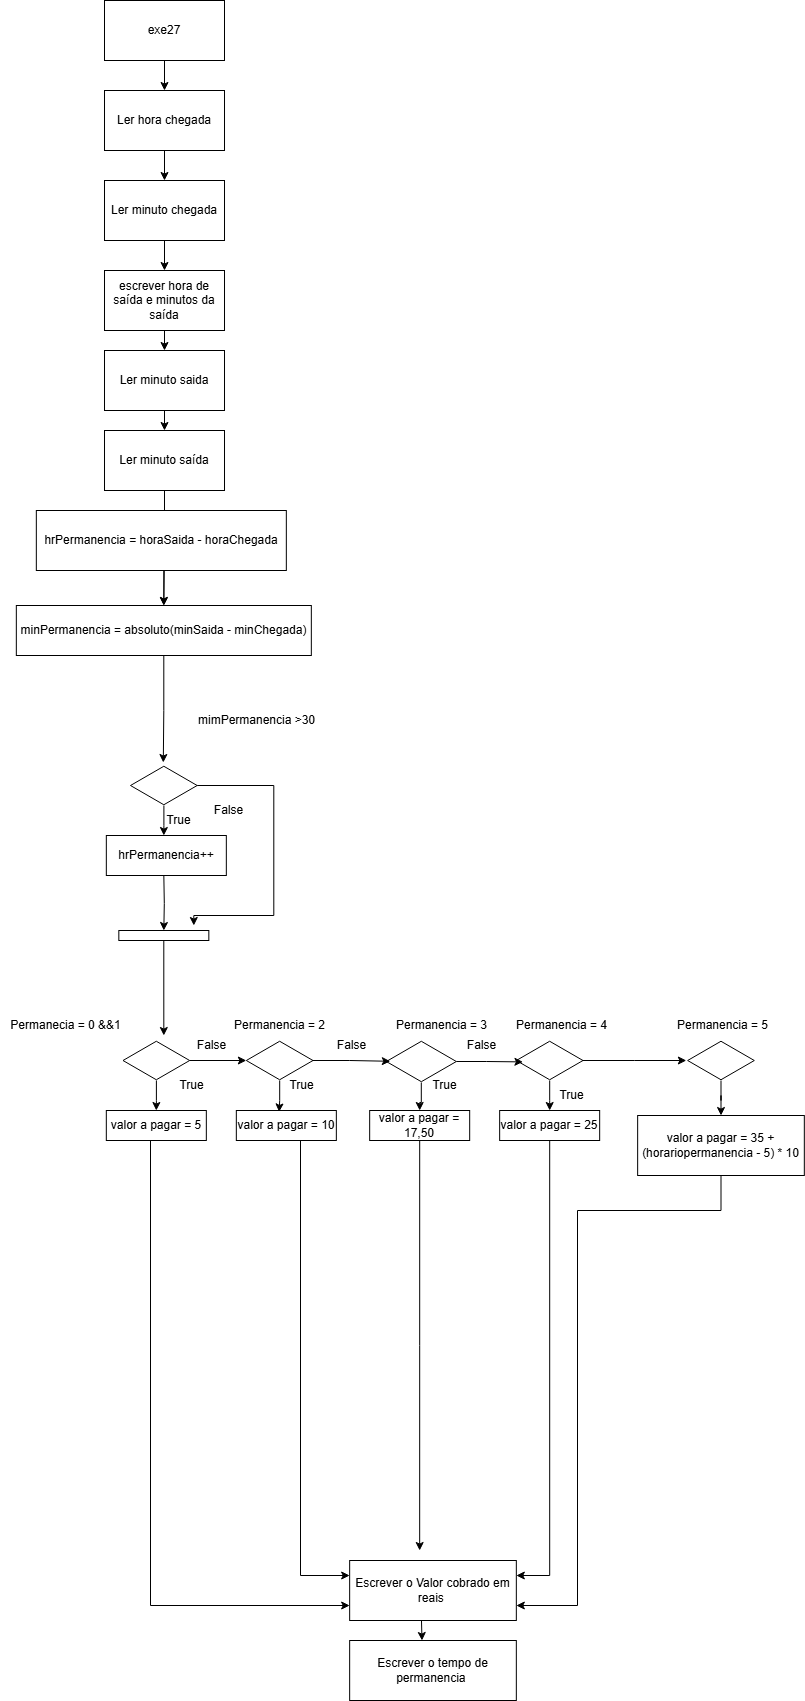 exe27
Ler hora chegada
Ler minuto chegada
escrever hora de
saída e minutos da
saída
Ler minuto saida
Ler minuto saída
hrPermanencia = horaSaida - horaChegada
minPermanencia = absoluto(minSaida - minChegada)
mimPermanencia >30
False
True
hrPermanencia++
Permanecia = 0 &&1
Permanencia = 2
Permanencia = 3
Permanencia = 4
Permanencia = 5
False
False
False
True
True
True
True
valor a pagar = 5
valor a pagar = 10
valor a pagar =
17,50
valor a pagar = 25
valor a pagar = 35 +
(horariopermanencia - 5) * 10
Escrever o Valor cobrado em
reais
Escrever o tempo de
permanencia